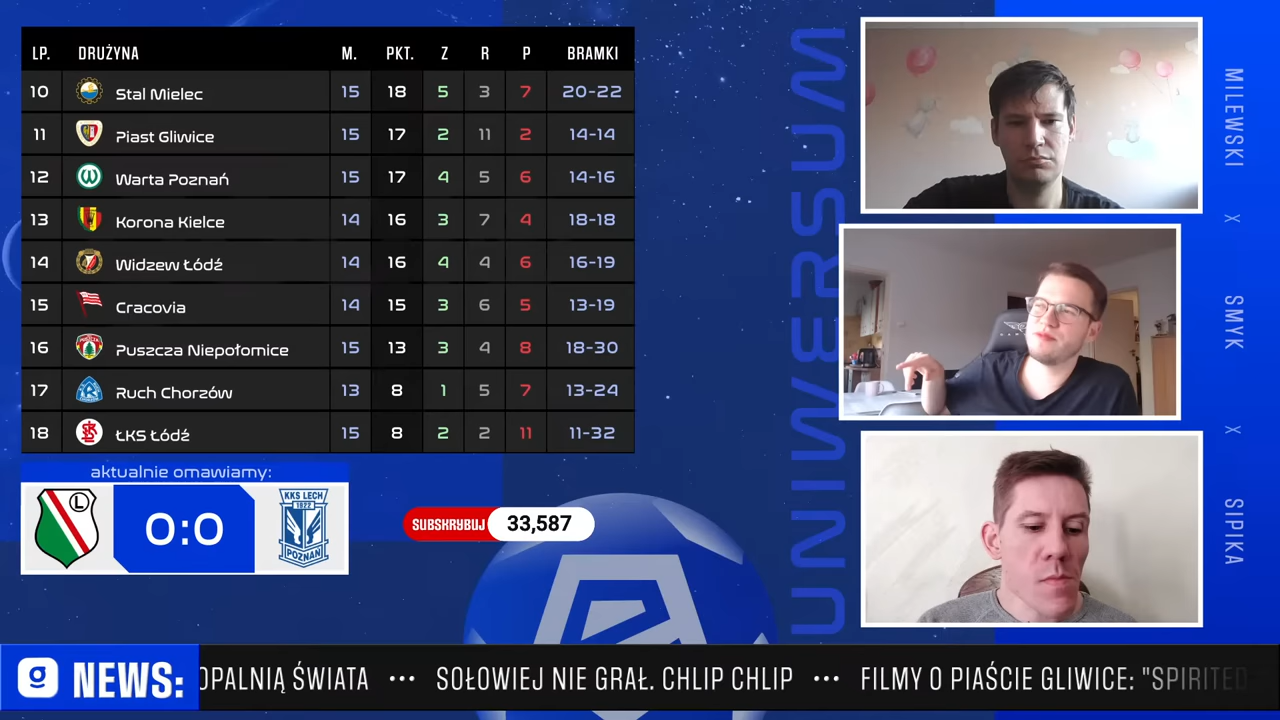 LP. DRUŻYNA M. PKT. Z R P BRAMKI
10 Stal Mielec 15 18 5 3 7 20-22
11 Piast Gliwice 15 17 2 11 2 14-14
12 Warta Poznań 15 17 4 5 6 14-16
13 Korona Kielce 14 16 3 7 4 18-18
14 Widzew Łódź 14 16 4 4 6 16-19
15 Cracovia 14 15 3 6 5 13-19
16 Puszcza Niepołomice 15 13 3 4 8 18-30
17 Ruch Chorzów 13 8 1 5 7 13-24
18 ŁKS Łódź 15 8 2 2 11 11-32
aktualnie omawiamy:
L
0:0
KKS LECH
1922
POZNAŃ
SUBSKRYBUJ 33,587
UNIWERSUM
MILEWSKI X SMYK X SIPIKA
g NEWS: OPALNIĄ ŚWIATA ••• SOŁOWIEJ NIE GRAŁ. CHLIP CHLIP ••• FILMY O PIAŚCIE GLIWICE: "SPIRITED